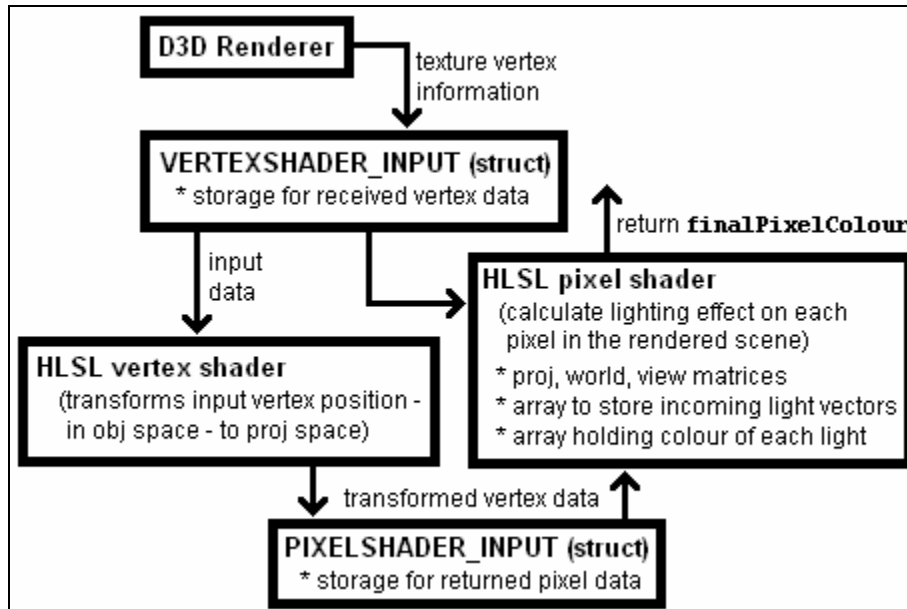 D3D Renderer
texture vertex
information
VERTEXSHADER_INPUT (struct)
* storage for received vertex data
return finalPixelColour
input
data
HLSL pixel shader
(calculate lighting effect on each
pixel in the rendered scene)
* proj, world, view matrices
* array to store incoming light vectors
* array holding colour of each light
HLSL vertex shader
(transforms input vertex position -
in obj space - to proj space)
transformed vertex data
PIXELSHADER_INPUT (struct)
* storage for returned pixel data